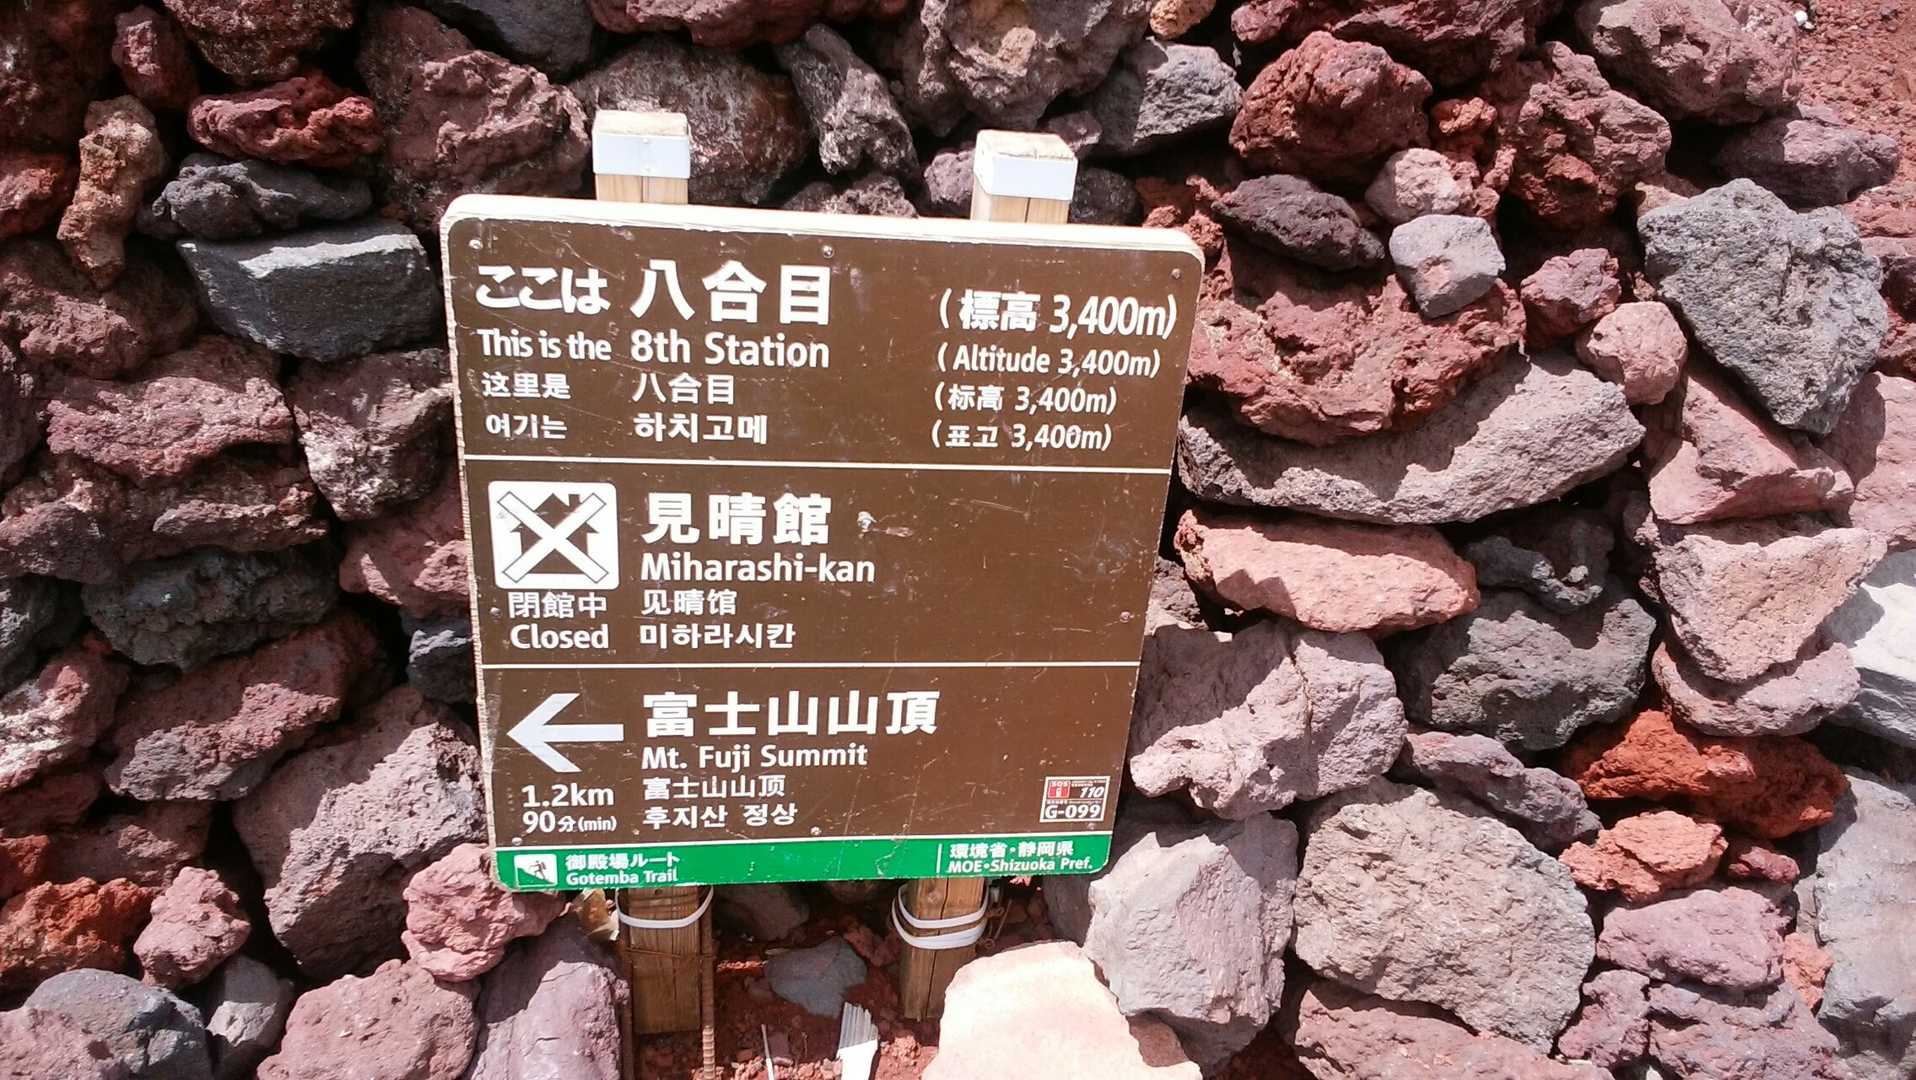 ここは 八合目 (標高 3,400m)
This is the 8th Station (Altitude 3,400m)
这里是 八合目 (标高 3,400m)
여기는 하치고메 (표고 3,400m)
見晴館
Miharashi-kan
閉館中 见晴馆
Closed 미하라시칸
富士山山頂
Mt. Fuji Summit
1.2km 富士山山顶
90分(min) 후지산 정상
SOS 110
G-099
御殿場ルート 環境省・静岡県
Gotemba Trail MOE・Shizuoka Pref.